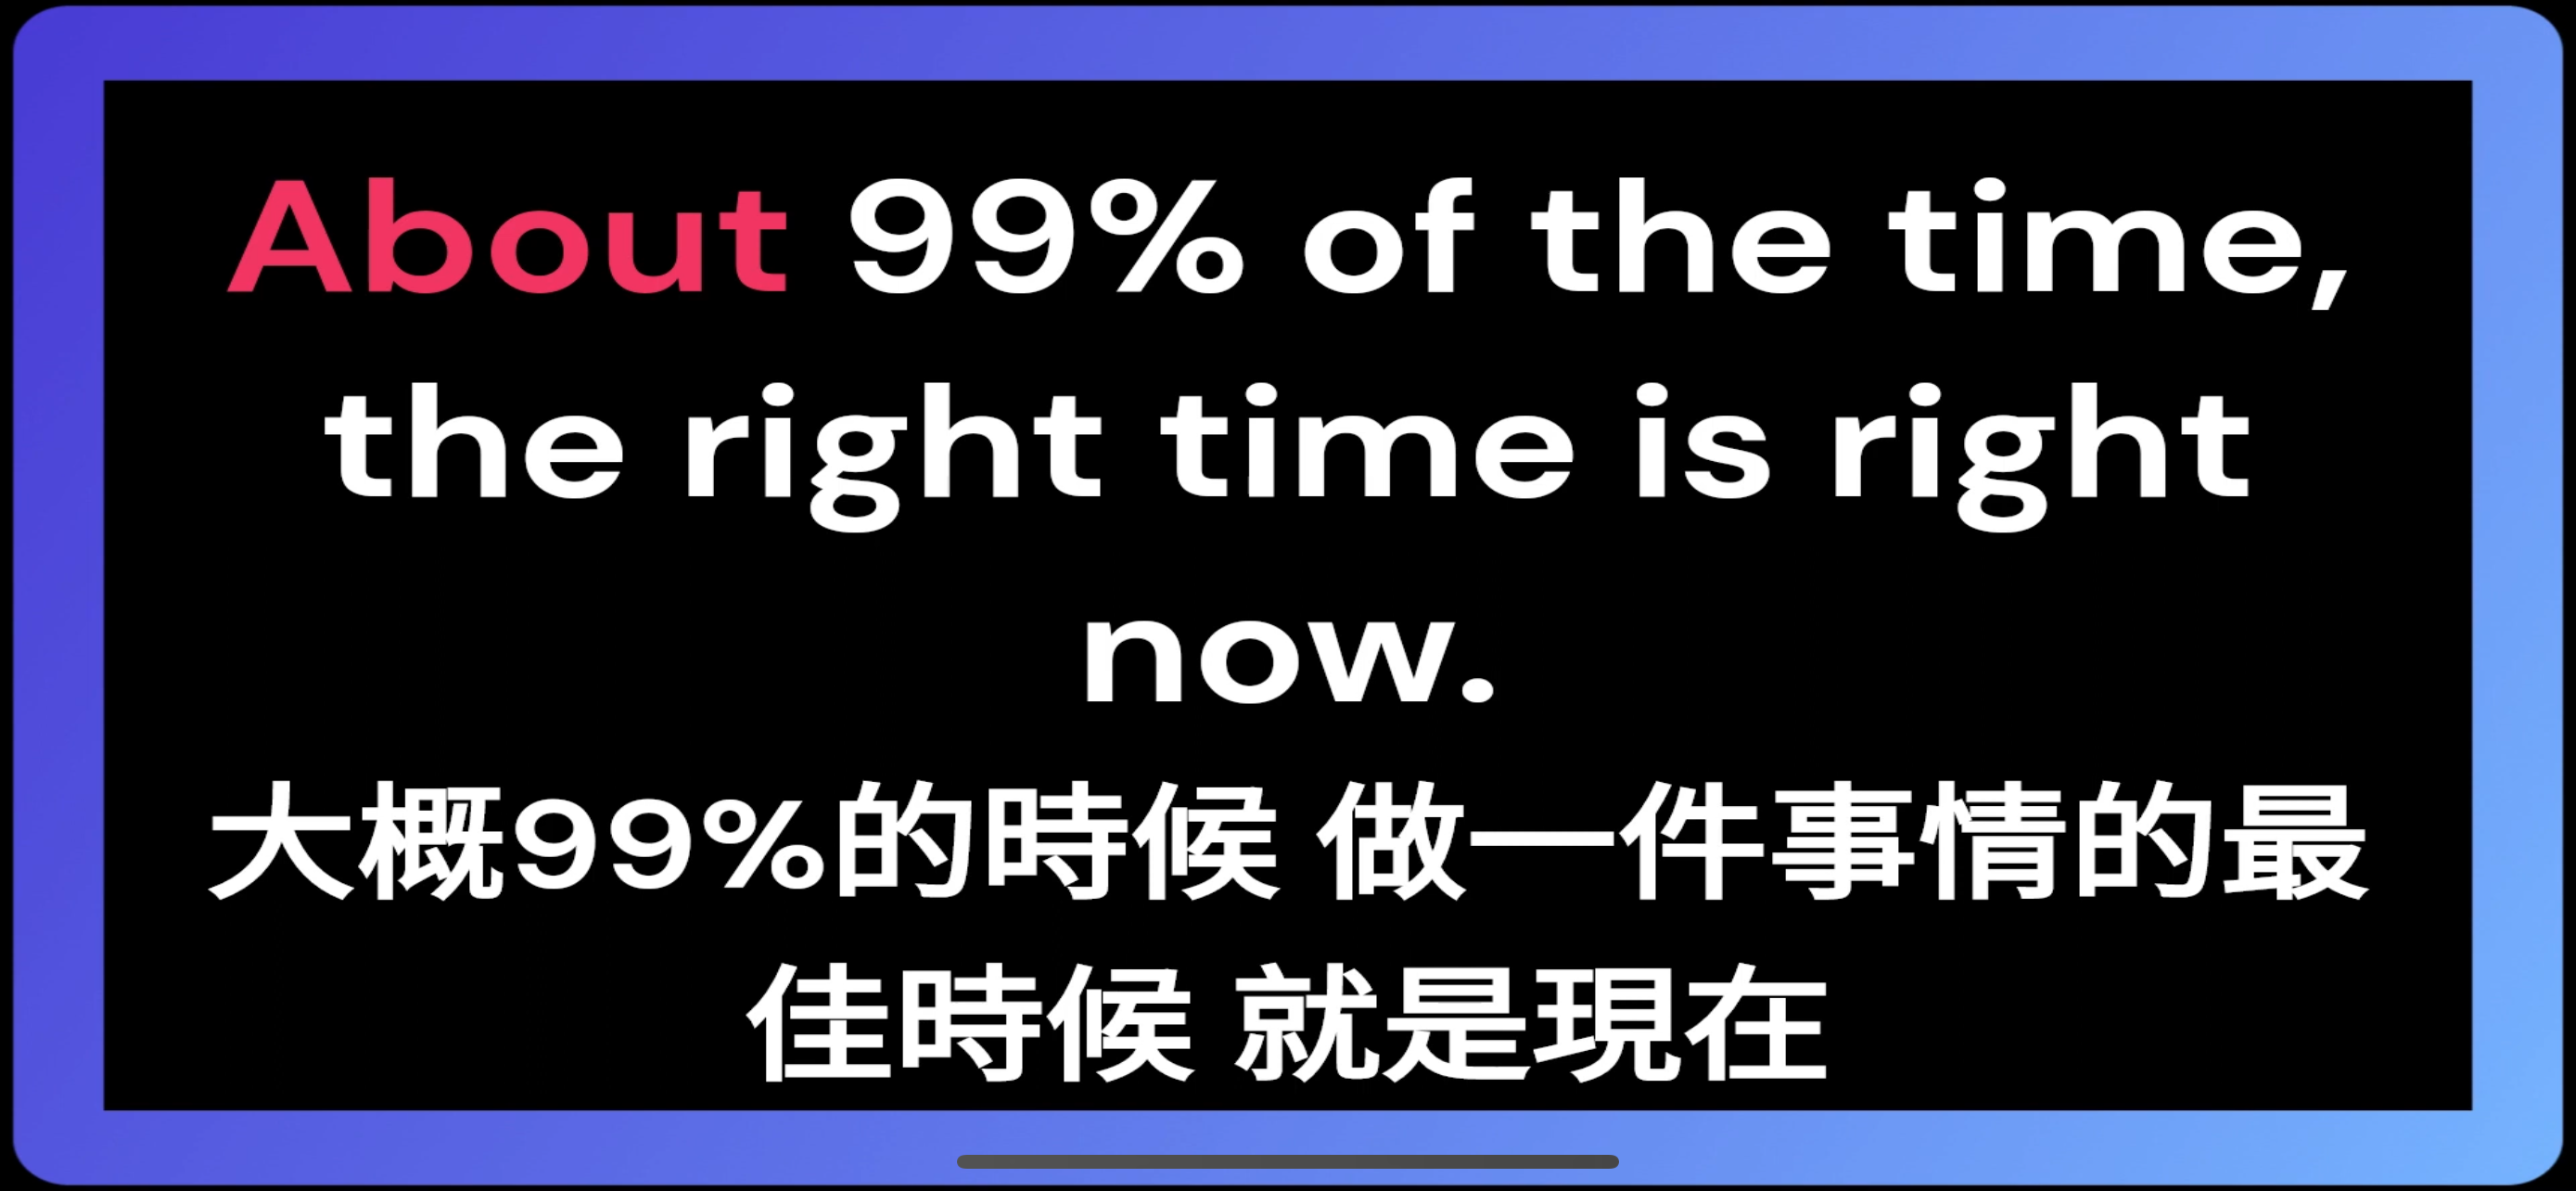 About 99% of the time,
the right time is right
now.
大概99%的時候 做一件事情的最
佳時候 就是現在